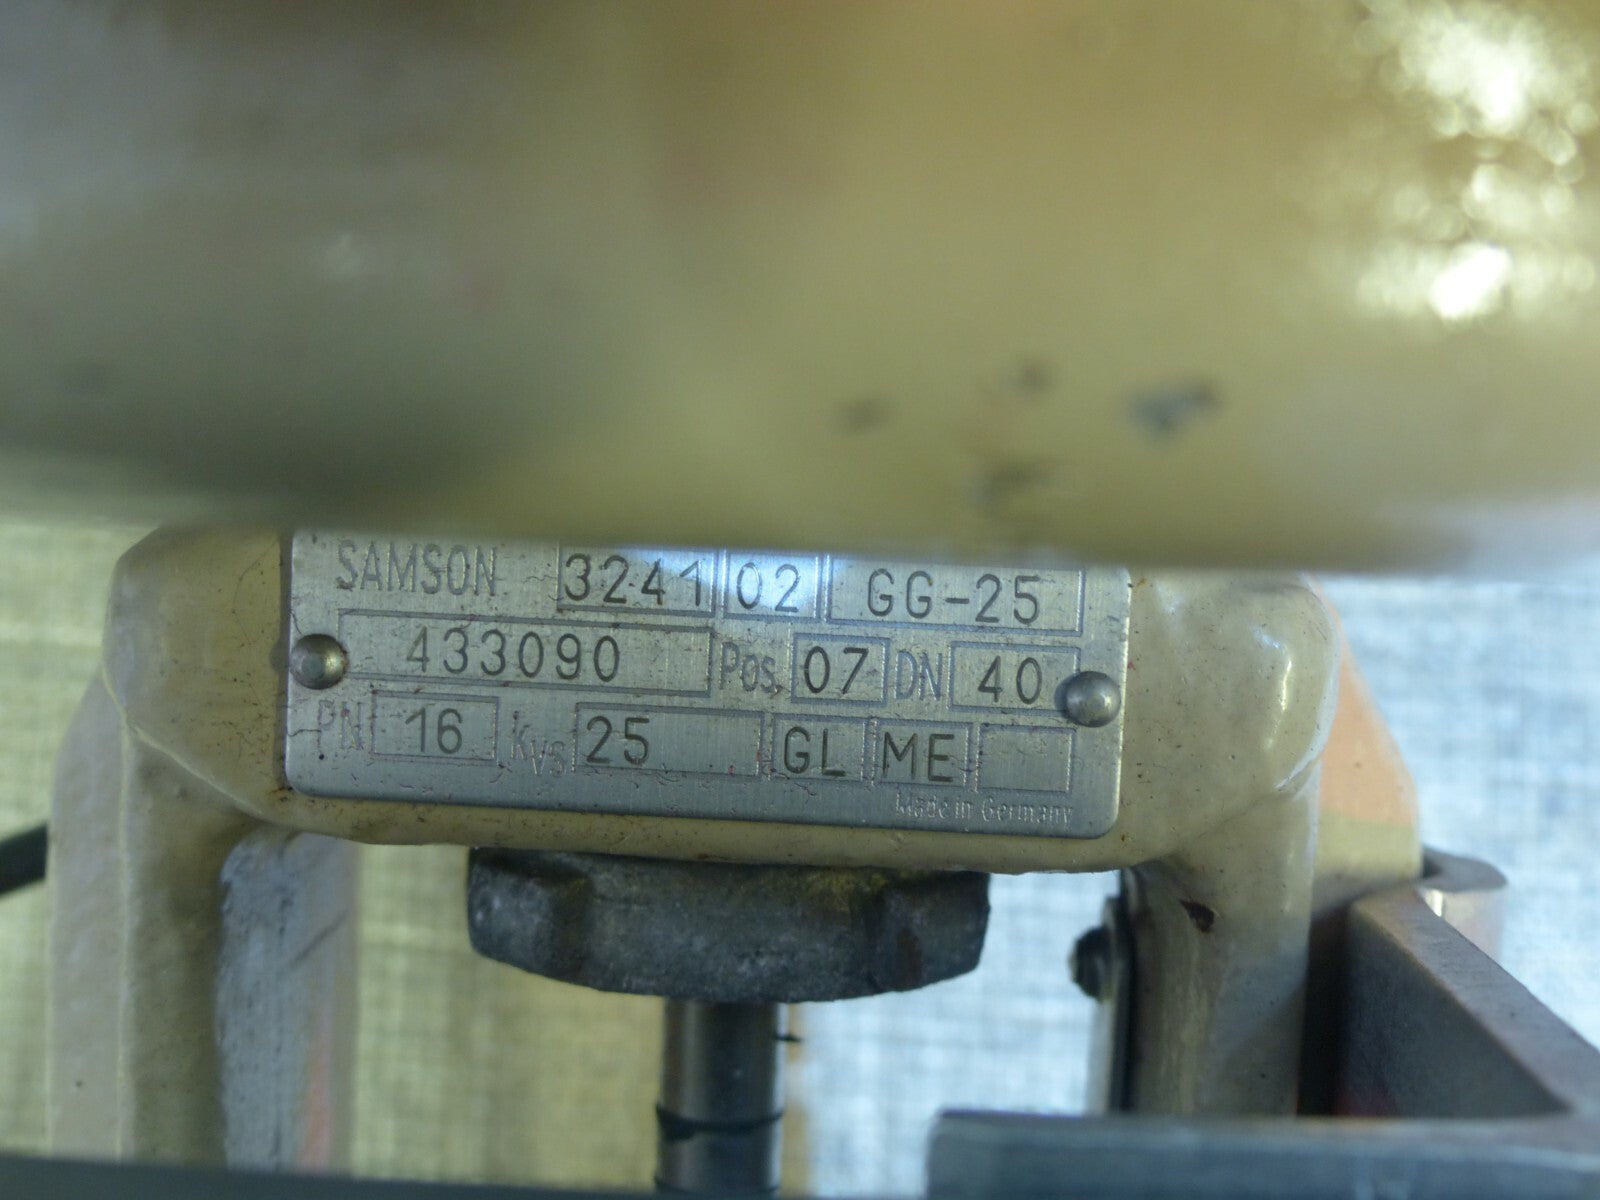 SAMSON 3241 02 GG-25
433090 Pos. 07 DN 40
PN 16 Kvs 25 GL ME
Made in Germany